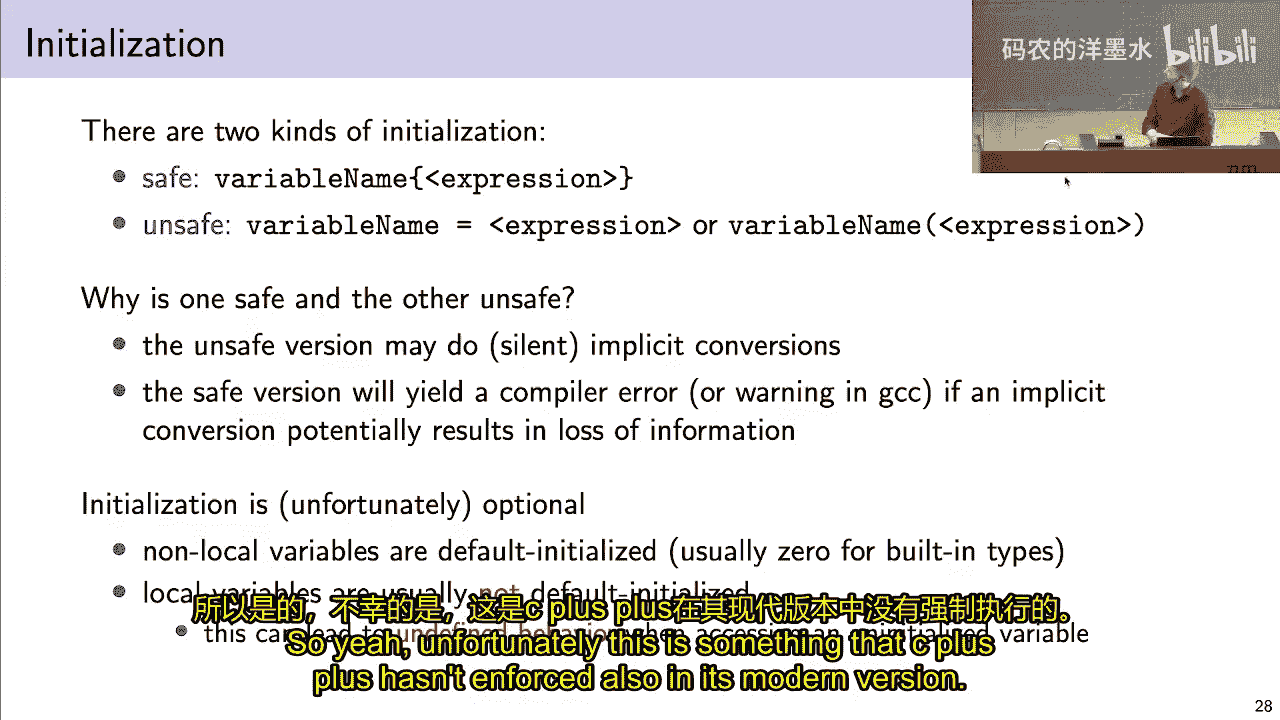 Initialization
码农的洋墨水 bilibili
There are two kinds of initialization:
safe: variableName{<expression>}
unsafe: variableName = <expression> or variableName(<expression>)
Why is one safe and the other unsafe?
the unsafe version may do (silent) implicit conversions
the safe version will yield a compiler error (or warning in gcc) if an implicit
conversion potentially results in loss of information
Initialization is (unfortunately) optional
non-local variables are default-initialized (usually zero for built-in types)
local variables are usually not default-initialized
所以是的，不幸的是，这是c plus plus在其现代版本中没有强制执行的。
this can lead to undefined behavior when accessing an uninitialized variable
So yeah, unfortunately this is something that c plus
plus hasn't enforced also in its modern version.
28